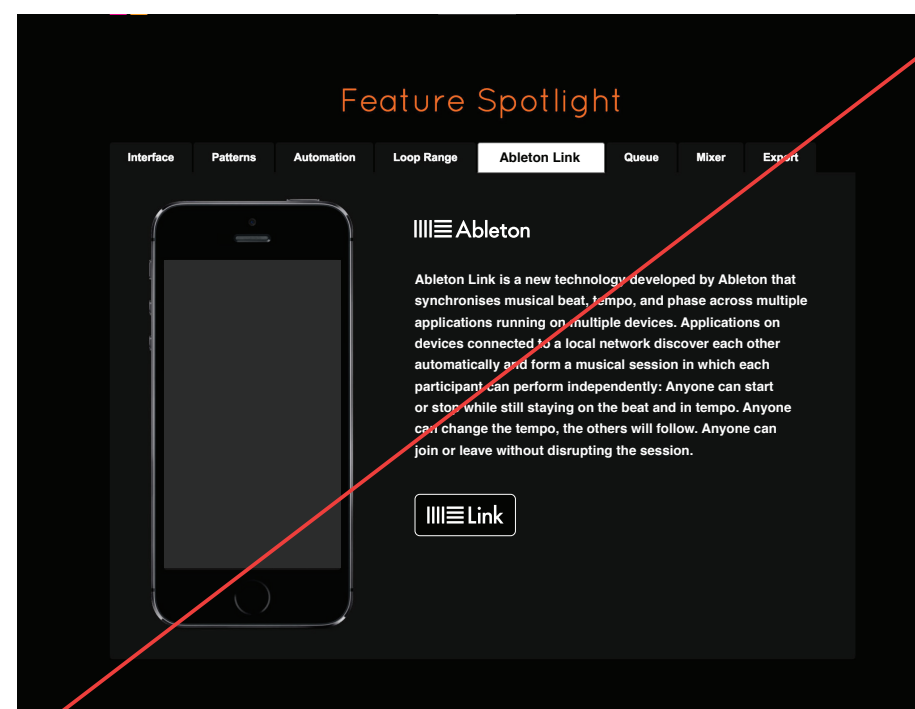 Feature Spotlight
Interface Patterns Automation Loop Range Ableton Link Queue Mixer Export
Ableton
Ableton Link is a new technology developed by Ableton that
synchronises musical beat, tempo, and phase across multiple
applications running on multiple devices. Applications on
devices connected to a local network discover each other
automatically and form a musical session in which each
participant can perform independently: Anyone can start
or stop while still staying on the beat and in tempo. Anyone
can change the tempo, the others will follow. Anyone can
join or leave without disrupting the session.
Link